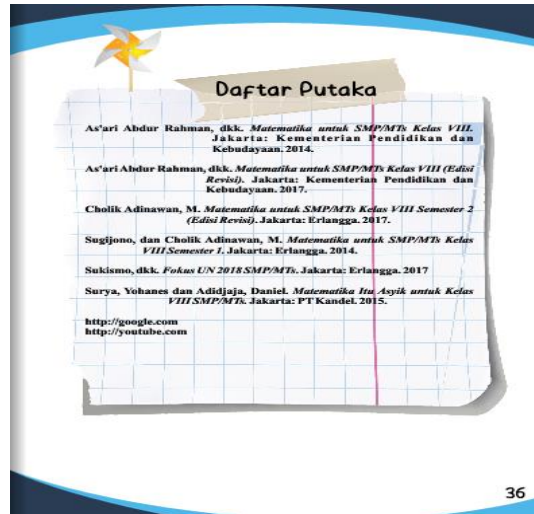 Daftar Putaka
As'ari Abdur Rahman, dkk. Matematika untuk SMP/MTs Kelas VIII.
Jakarta: Kementerian Pendidikan dan
Kebudayaan. 2014.
As'ari Abdur Rahman, dkk. Matematika untuk SMP/MTs Kelas VIII (Edisi
Revisi). Jakarta: Kementerian Pendidikan dan
Kebudayaan. 2017.
Cholik Adinawan, M. Matematika untuk SMP/MTs Kelas VIII Semester 2
(Edisi Revisi). Jakarta: Erlangga. 2017.
Sugijono, dan Cholik Adinawan, M. Matematika untuk SMP/MTs Kelas
VIII Semester 1. Jakarta: Erlangga. 2014.
Sukismo, dkk. Fokus UN 2018 SMP/MTs. Jakarta: Erlangga. 2017
Surya, Yohanes dan Adidjaja, Daniel. Matematika Itu Asyik untuk Kelas
VIII SMP/MTs. Jakarta: PT Kandel. 2015.
http://google.com
http://youtube.com
36